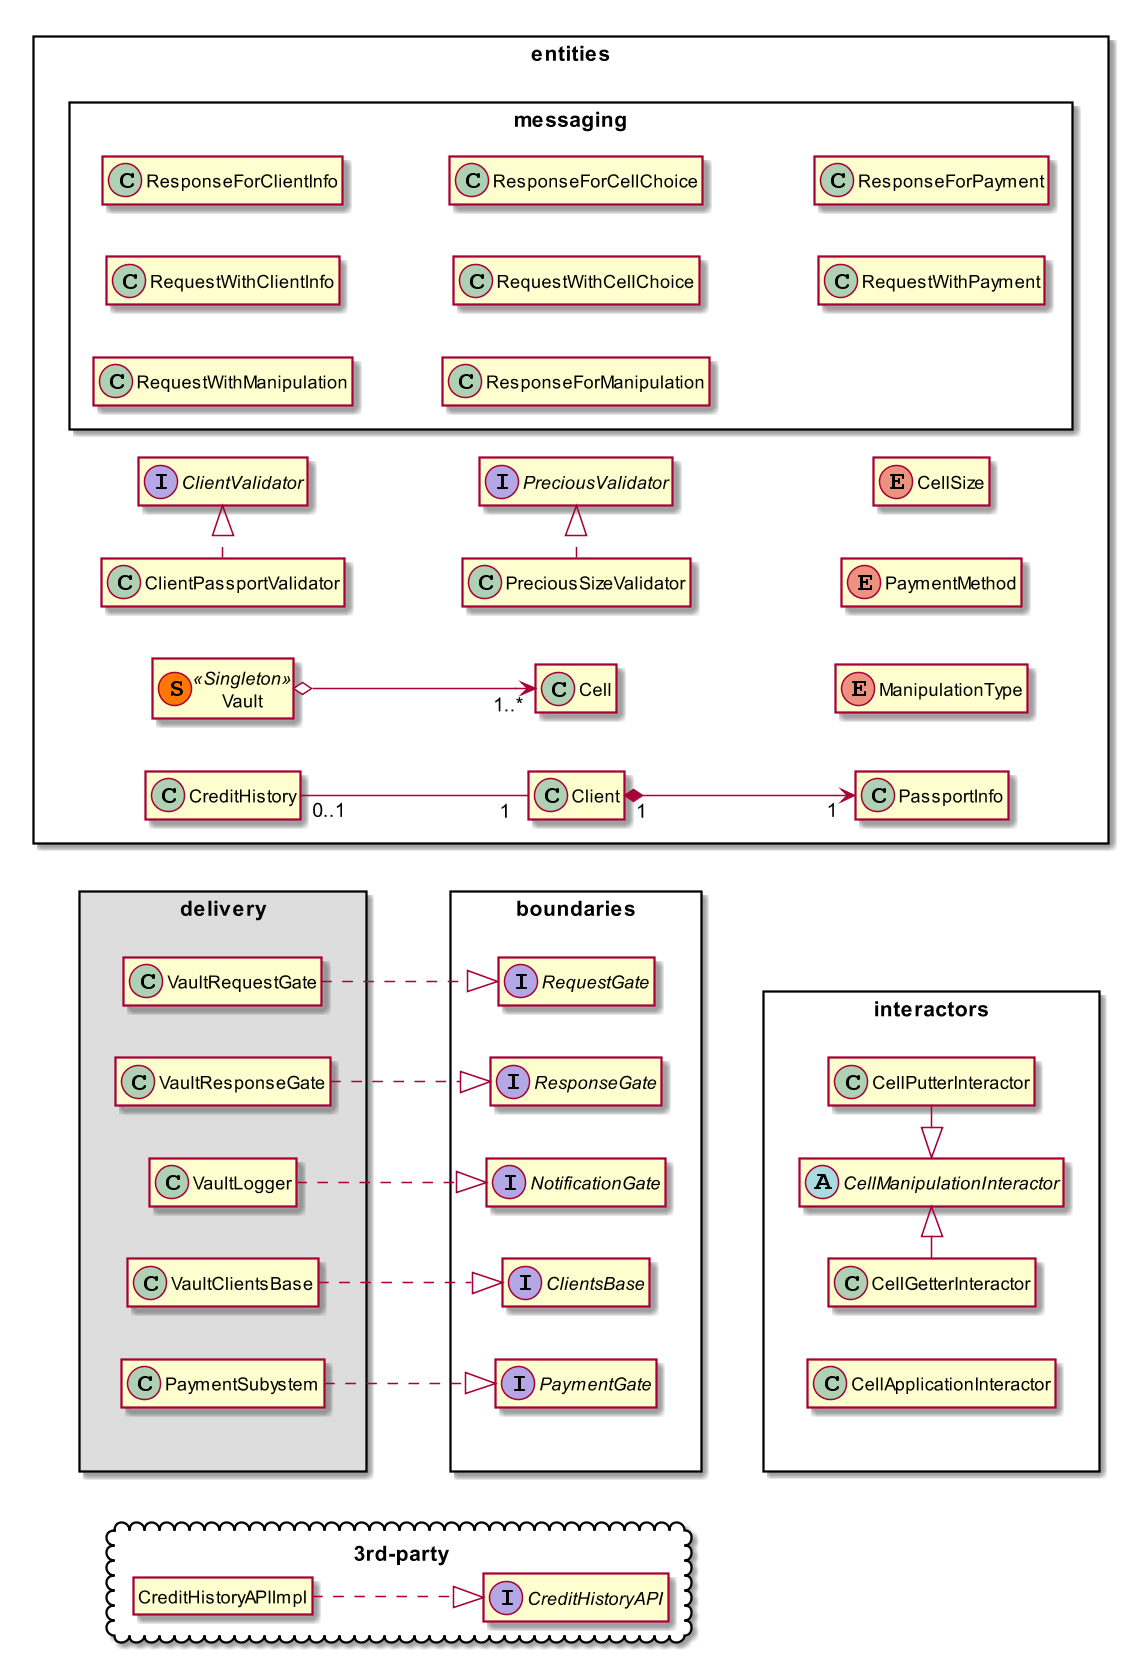 entities
messaging
C ResponseForClientInfo
C ResponseForCellChoice
C ResponseForPayment
C RequestWithClientInfo
C RequestWithCellChoice
C RequestWithPayment
C RequestWithManipulation
C ResponseForManipulation
I ClientValidator
I PreciousValidator
E CellSize
C ClientPassportValidator
C PreciousSizeValidator
E PaymentMethod
S «Singleton»
Vault
1..*
C Cell
E ManipulationType
C CreditHistory
0..1
1
C Client
1
1
C PassportInfo
delivery
boundaries
interactors
C VaultRequestGate
I RequestGate
C VaultResponseGate
I ResponseGate
C CellPutterInteractor
C VaultLogger
I NotificationGate
A CellManipulationInteractor
C VaultClientsBase
I ClientsBase
C CellGetterInteractor
C PaymentSubystem
I PaymentGate
C CellApplicationInteractor
3rd-party
CreditHistoryAPIImpl
I CreditHistoryAPI